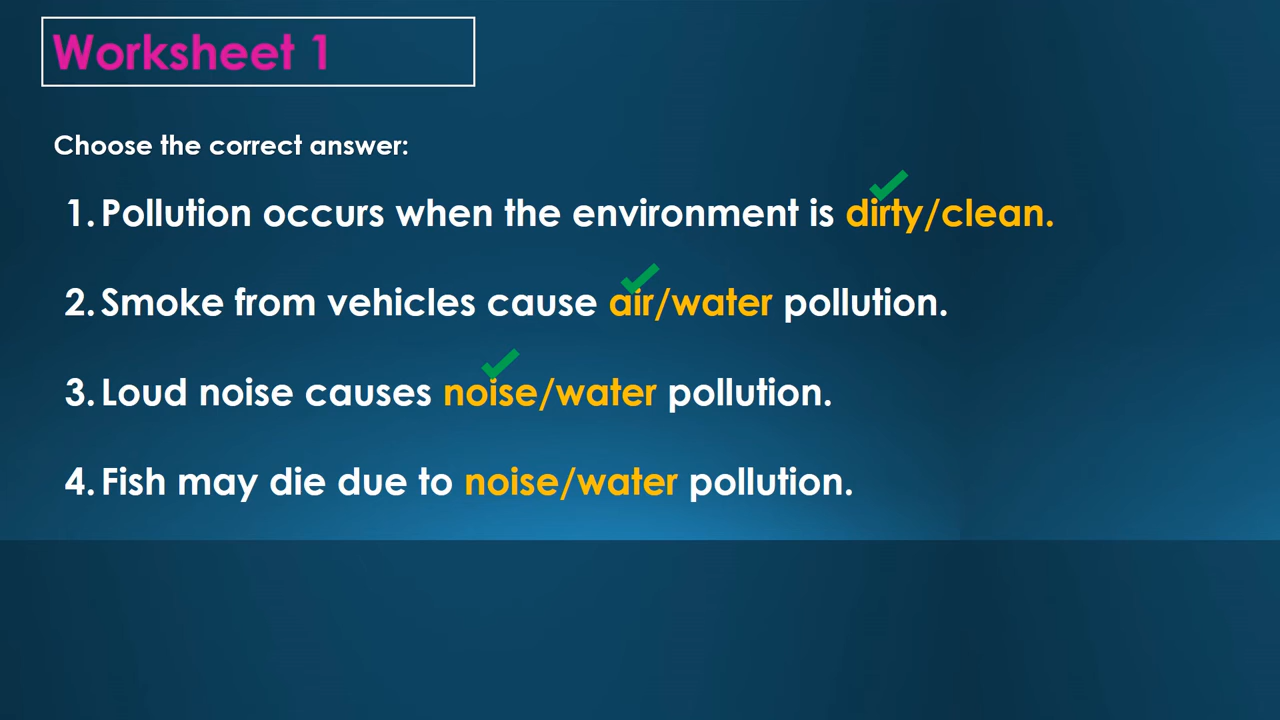 Worksheet 1
Choose the correct answer:
1. Pollution occurs when the environment is dirty/clean.
2. Smoke from vehicles cause air/water pollution.
3. Loud noise causes noise/water pollution.
4. Fish may die due to noise/water pollution.